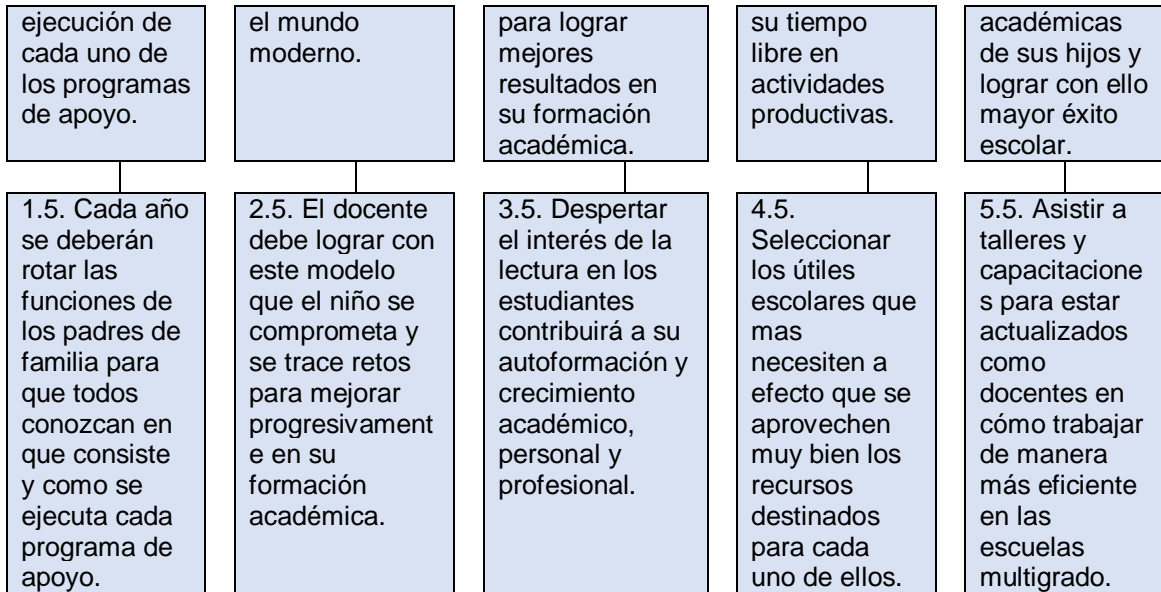 ejecución de
cada uno de
los programas
de apoyo.
el mundo
moderno.
para lograr
mejores
resultados en
su formación
académica.
su tiempo
libre en
actividades
productivas.
académicas
de sus hijos y
lograr con ello
mayor éxito
escolar.
1.5. Cada año
se deberán
rotar las
funciones de
los padres de
familia para
que todos
conozcan en
que consiste
y como se
ejecuta cada
programa de
apoyo.
2.5. El docente
debe lograr con
este modelo
que el niño se
comprometa y
se trace retos
para mejorar
progresivament
e en su
formación
académica.
3.5. Despertar
el interés de la
lectura en los
estudiantes
contribuirá a su
autoformación y
crecimiento
académico,
personal y
profesional.
4.5.
Seleccionar
los útiles
escolares que
mas
necesiten a
efecto que se
aprovechen
muy bien los
recursos
destinados
para cada
uno de ellos.
5.5. Asistir a
talleres y
capacitacione
s para estar
actualizados
como
docentes en
cómo trabajar
de manera
más eficiente
en las
escuelas
multigrado.